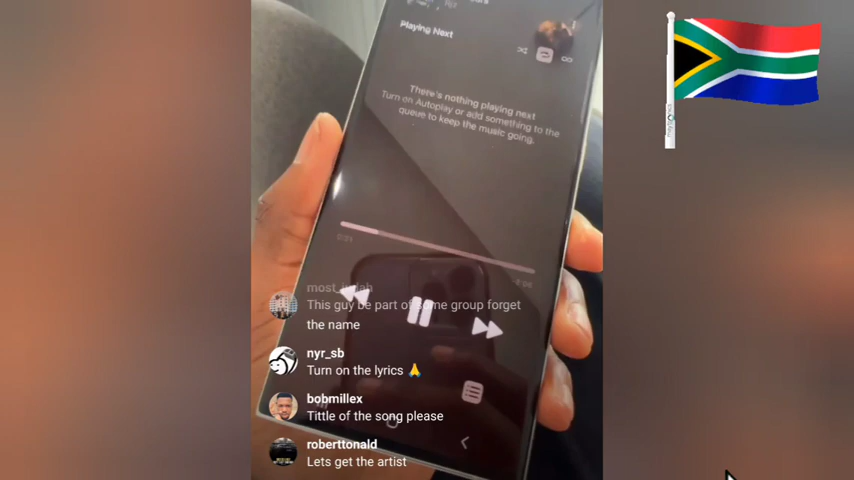 Playing Next
There's nothing playing next
Turn on Autoplay or add something to the
queue to keep the music going.
0:31
This guy be part of some group forget
the name
nyr_sb
Turn on the lyrics 🙏
bobmillex
Tittle of the song please
roberttonald
Lets get the artist